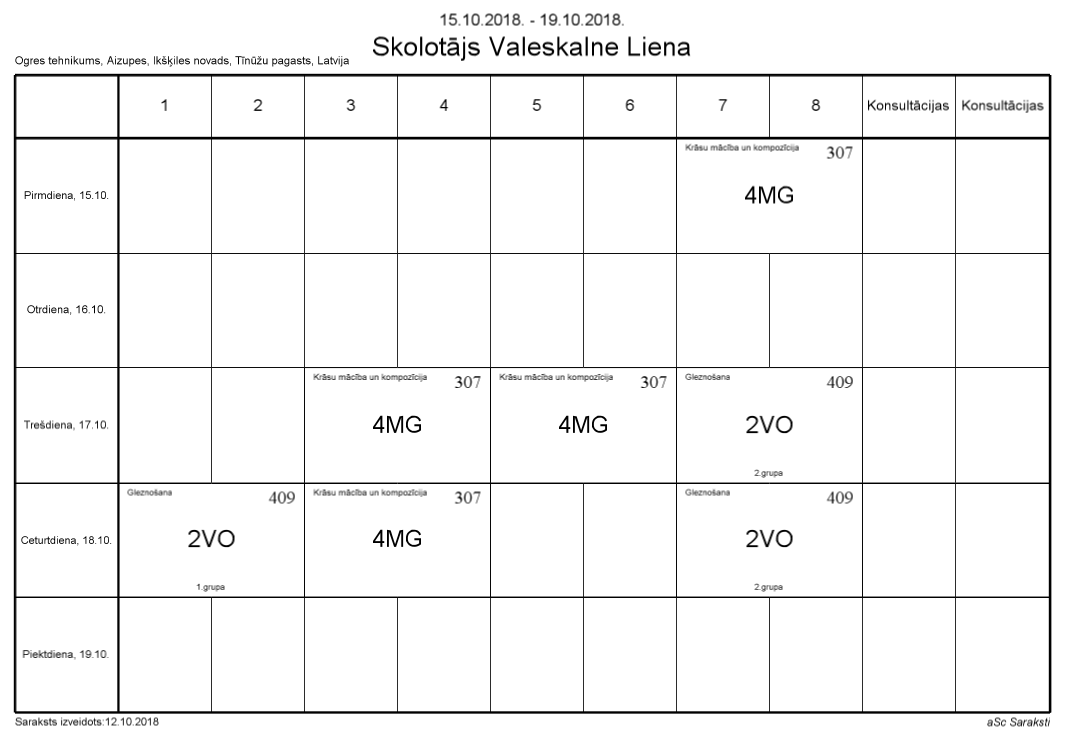 15.10.2018. - 19.10.2018.
Skolotājs Valeskalne Liena
Ogres tehnikums, Aizupes, Ikšķiles novads, Tīnūžu pagasts, Latvija
1 2 3 4 5 6 7 8 Konsultācijas Konsultācijas
Pirmdiena, 15.10.
Krāsu mācība un kompozīcija 307
4MG
Otrdiena, 16.10.
Trešdiena, 17.10.
Krāsu mācība un kompozīcija 307
4MG
Krāsu mācība un kompozīcija 307
4MG
Gleznošana 409
2VO
2.grupa
Ceturtdiena, 18.10.
Gleznošana 409
2VO
1.grupa
Krāsu mācība un kompozīcija 307
4MG
Gleznošana 409
2VO
2.grupa
Piektdiena, 19.10.
Saraksts izveidots:12.10.2018
aSc Saraksti